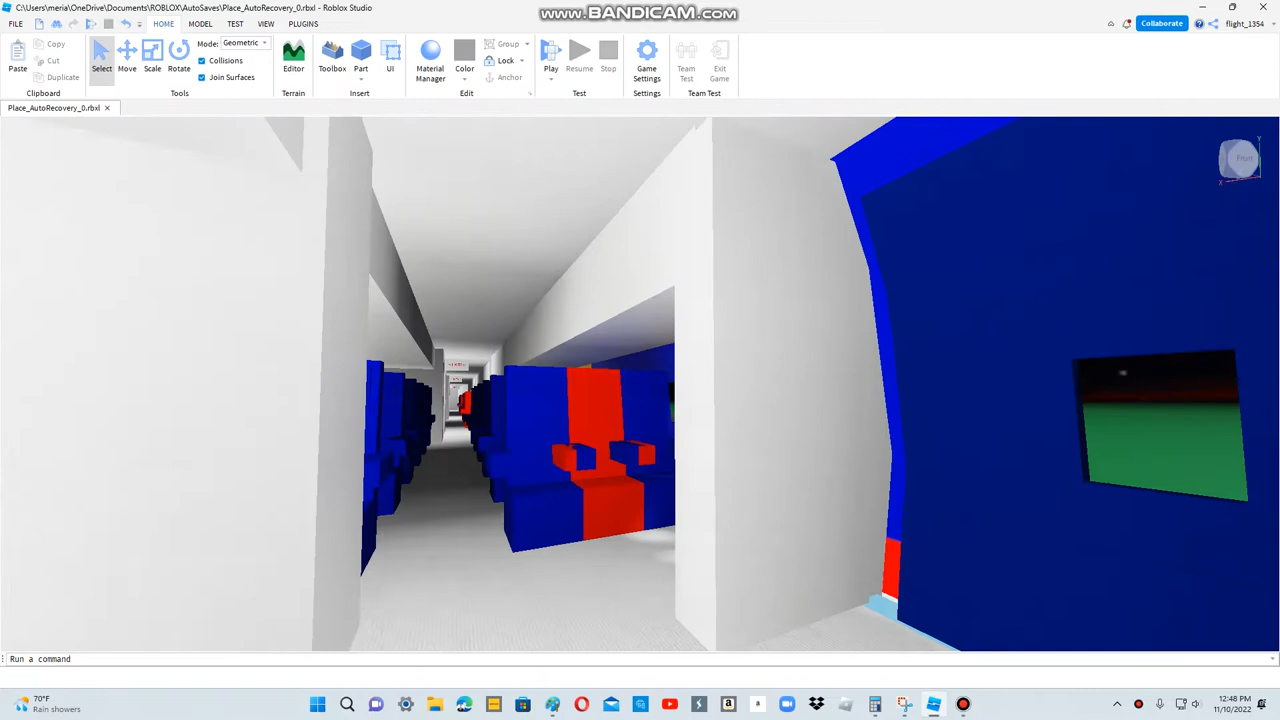 C:\Users\meria\OneDrive\Documents\ROBLOX\AutoSaves\Place_AutoRecovery_0.rbxl - Roblox Studio
www.BANDICAM.com
FILE
HOME
MODEL
TEST
VIEW
PLUGINS
Collaborate
flight_1354
Paste
Copy
Cut
Duplicate
Clipboard
Select
Move
Scale
Rotate
Mode: Geometric
Collisions
Join Surfaces
Tools
Editor
Terrain
Toolbox
Part
UI
Insert
Material Manager
Color
Group
Lock
Anchor
Edit
Play
Resume
Stop
Test
Game Settings
Settings
Team Test
Exit Game
Team Test
Place_AutoRecovery_0.rbxl
Front
Y
X
Run a command
70°F
Rain showers
12:48 PM
11/10/2022